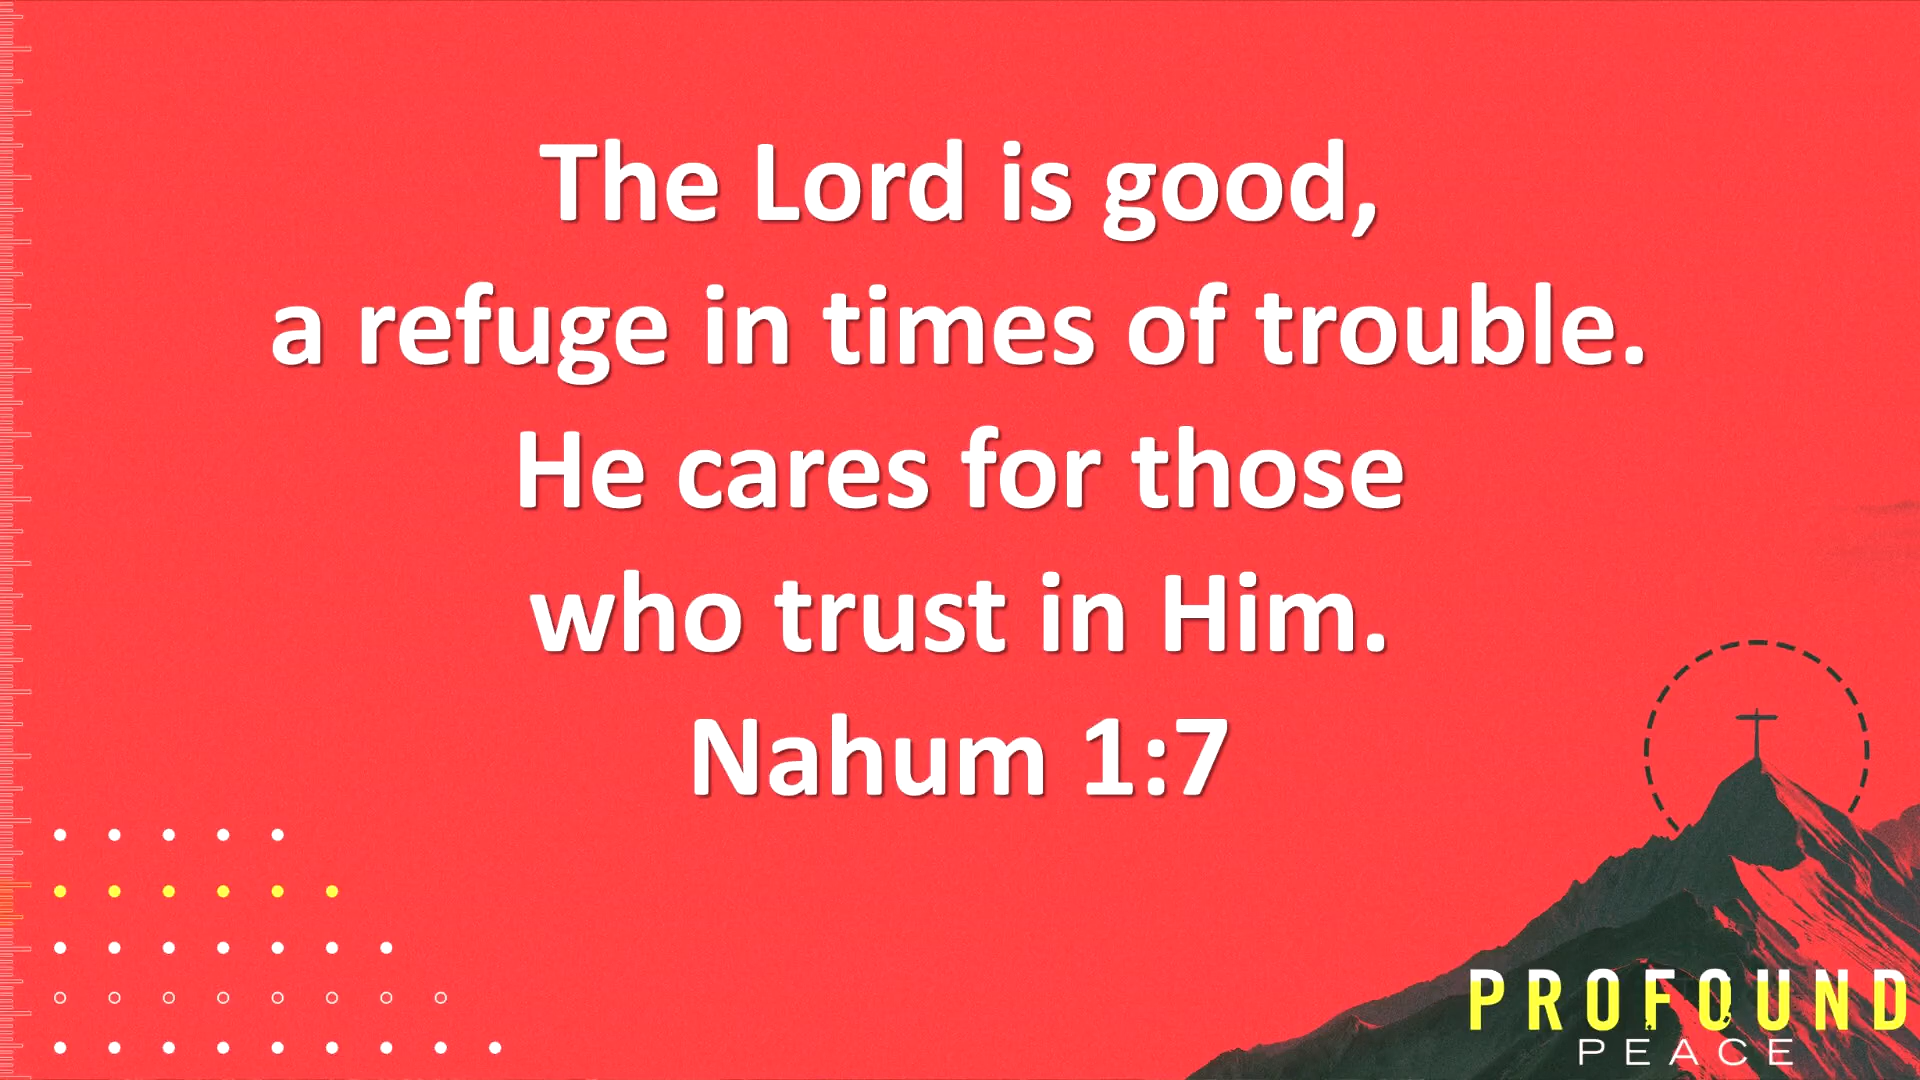 The Lord is good,
a refuge in times of trouble.
He cares for those
who trust in Him.
Nahum 1:7
PROFOUND
PEACE